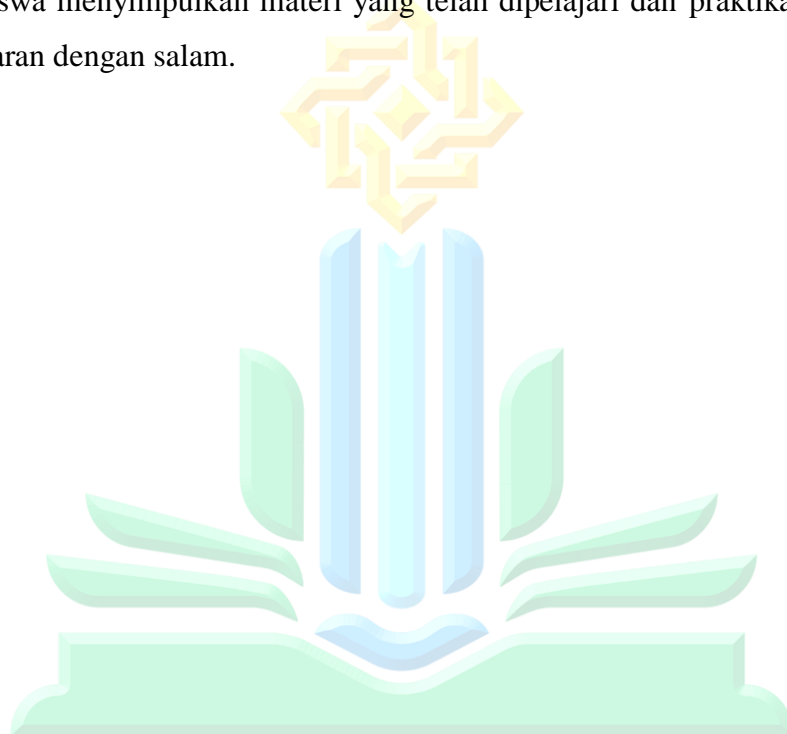 swa menyimpulkan materi yang telah dipelajari dan praktika
aran dengan salam.